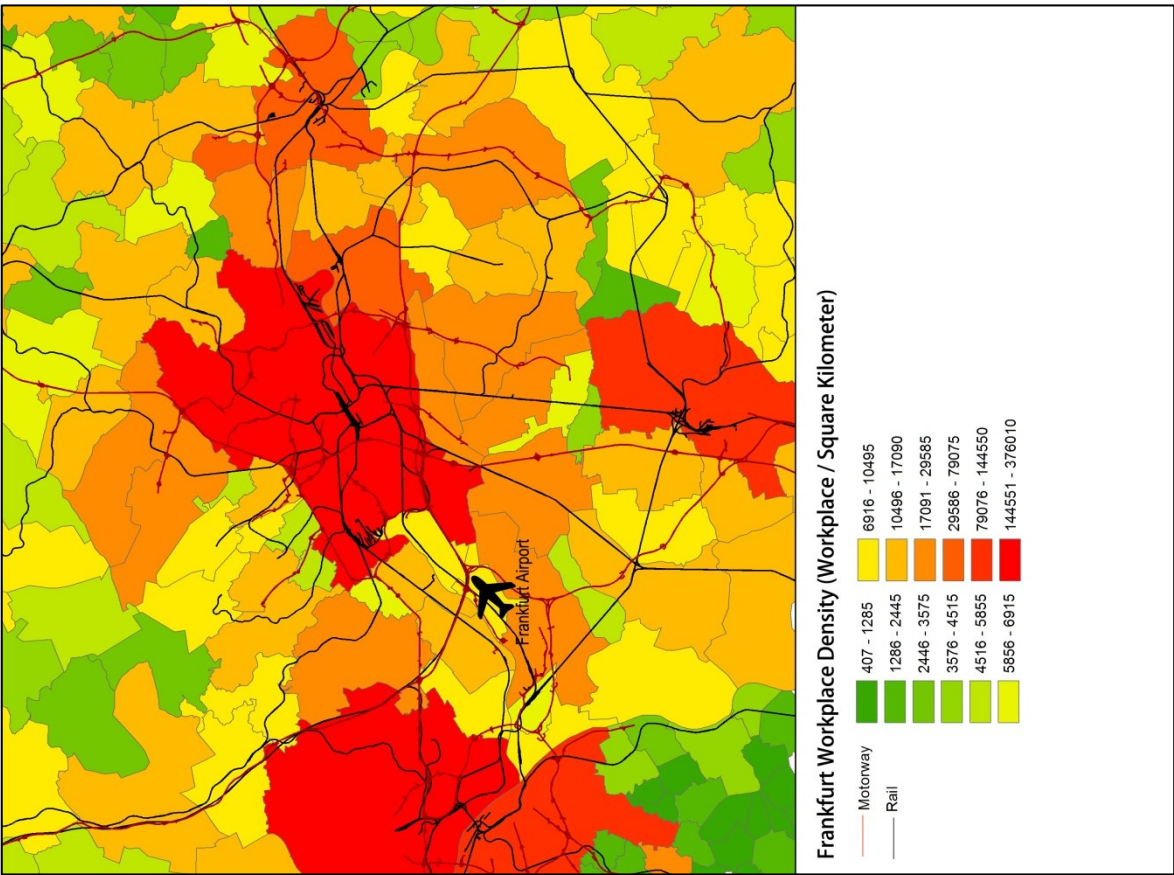 Frankfurt Airport
Frankfurt Workplace Density (Workplace / Square Kilometer)
Motorway
Rail
407 - 1285
1286 - 2445
2446 - 3575
3576 - 4515
4516 - 5855
5856 - 6915
6916 - 10495
10496 - 17090
17091 - 29585
29586 - 79075
79076 - 144550
144551 - 376010